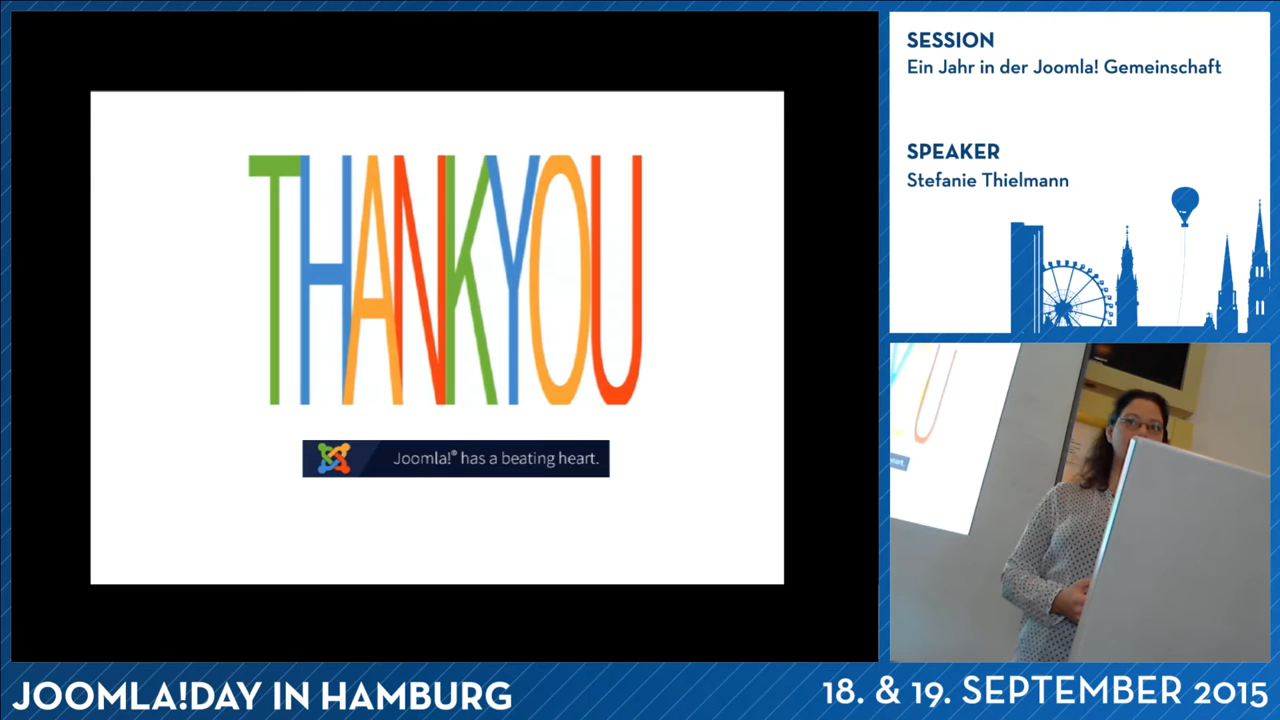 THANKYOU
Joomla!® has a beating heart.
SESSION
Ein Jahr in der Joomla! Gemeinschaft
SPEAKER
Stefanie Thielmann
U
heart.
JOOMLA!DAY IN HAMBURG
18. & 19. SEPTEMBER 2015